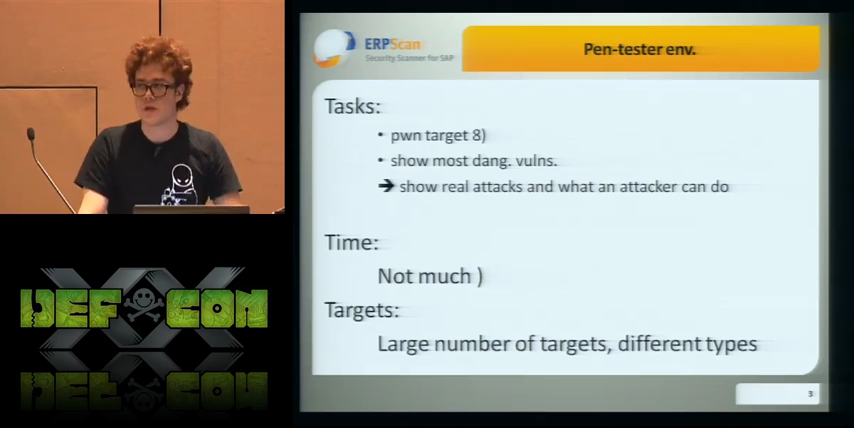 ERPScan
Security Scanner for SAP
Pen-tester env.
Tasks:
• pwn target 8)
• show most dang. vulns.
➔ show real attacks and what an attacker can do
Time:
Not much )
Targets:
Large number of targets, different types
3
DEF CON
XX